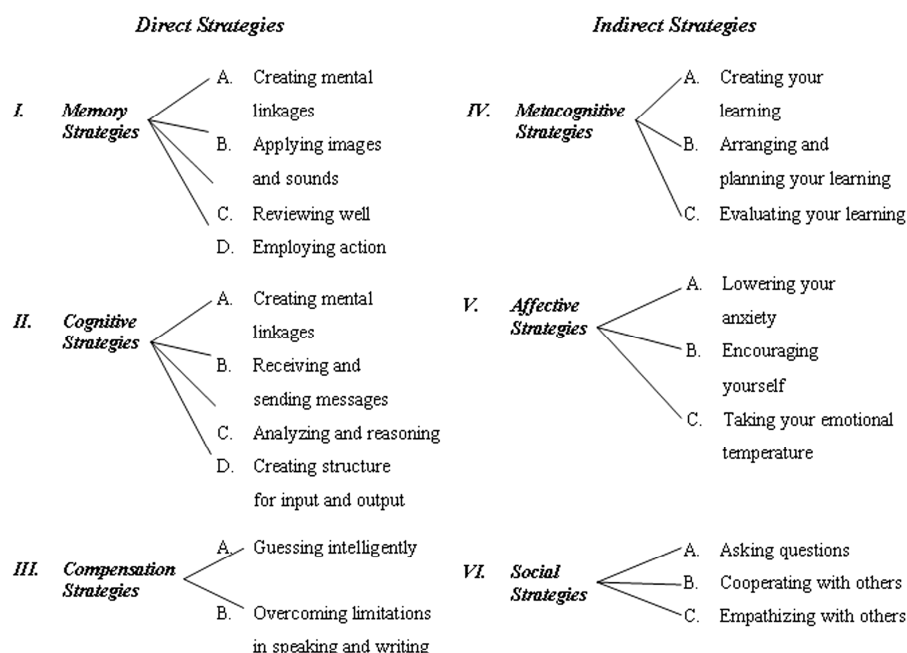 Direct Strategies
I. Memory
Strategies
A. Creating mental
linkages
B. Applying images
and sounds
C. Reviewing well
D. Employing action
II. Cognitive
Strategies
A. Creating mental
linkages
B. Receiving and
sending messages
C. Analyzing and reasoning
D. Creating structure
for input and output
III. Compensation
Strategies
A. Guessing intelligently
B. Overcoming limitations
in speaking and writing
Indirect Strategies
IV. Metacognitive
Strategies
A. Creating your
learning
B. Arranging and
planning your learning
C. Evaluating your learning
V. Affective
Strategies
A. Lowering your
anxiety
B. Encouraging
yourself
C. Taking your emotional
temperature
VI. Social
Strategies
A. Asking questions
B. Cooperating with others
C. Empathizing with others